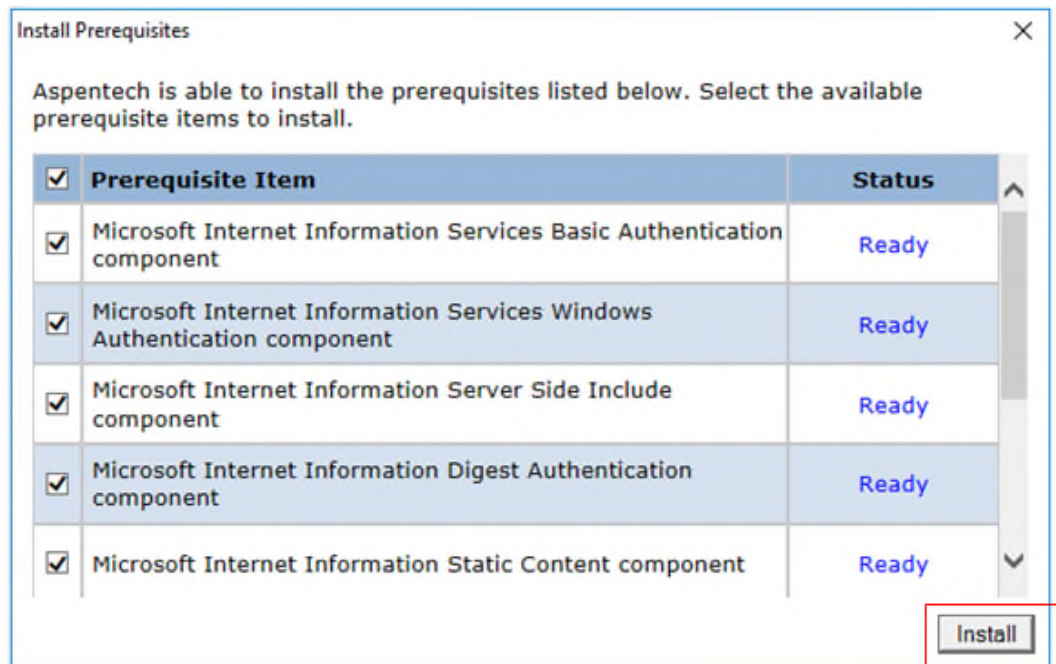 Install Prerequisites
Aspentech is able to install the prerequisites listed below. Select the available
prerequisite items to install.
Prerequisite Item Status
Microsoft Internet Information Services Basic Authentication
component
Ready
Microsoft Internet Information Services Windows
Authentication component
Ready
Microsoft Internet Information Server Side Include
component
Ready
Microsoft Internet Information Digest Authentication
component
Ready
Microsoft Internet Information Static Content component Ready
Install